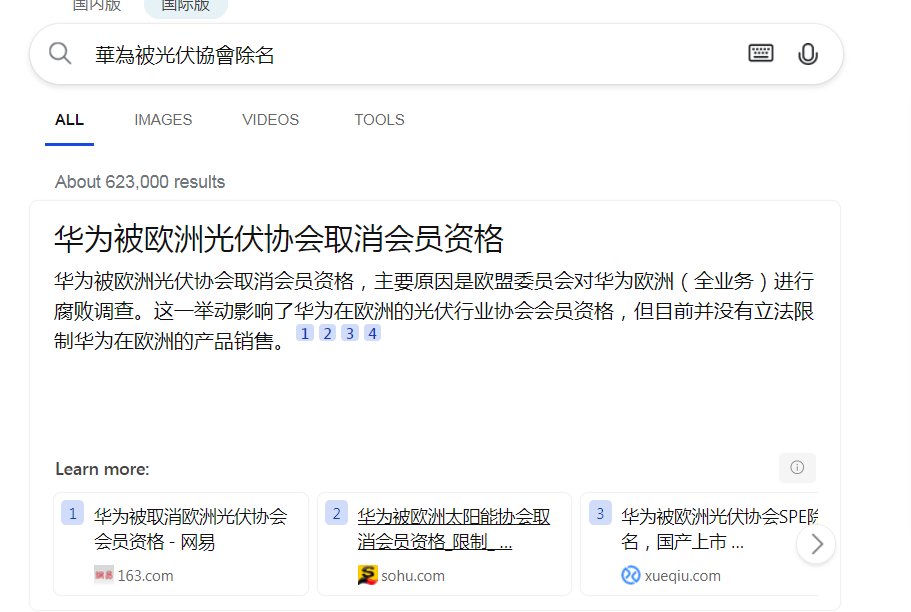 国内版 国际版
華為被光伏協會除名
ALL IMAGES VIDEOS TOOLS
About 623,000 results
华为被欧洲光伏协会取消会员资格
华为被欧洲光伏协会取消会员资格，主要原因是欧盟委员会对华为欧洲（全业务）进行
腐败调查。这一举动影响了华为在欧洲的光伏行业协会会员资格，但目前并没有立法限
制华为在欧洲的产品销售。 1 2 3 4
Learn more:
1 华为被取消欧洲光伏协会
会员资格 - 网易
163.com
2 华为被欧洲太阳能协会取
消会员资格_限制_ ...
sohu.com
3 华为被欧洲光伏协会SPE除
名，国产上市 ...
xueqiu.com